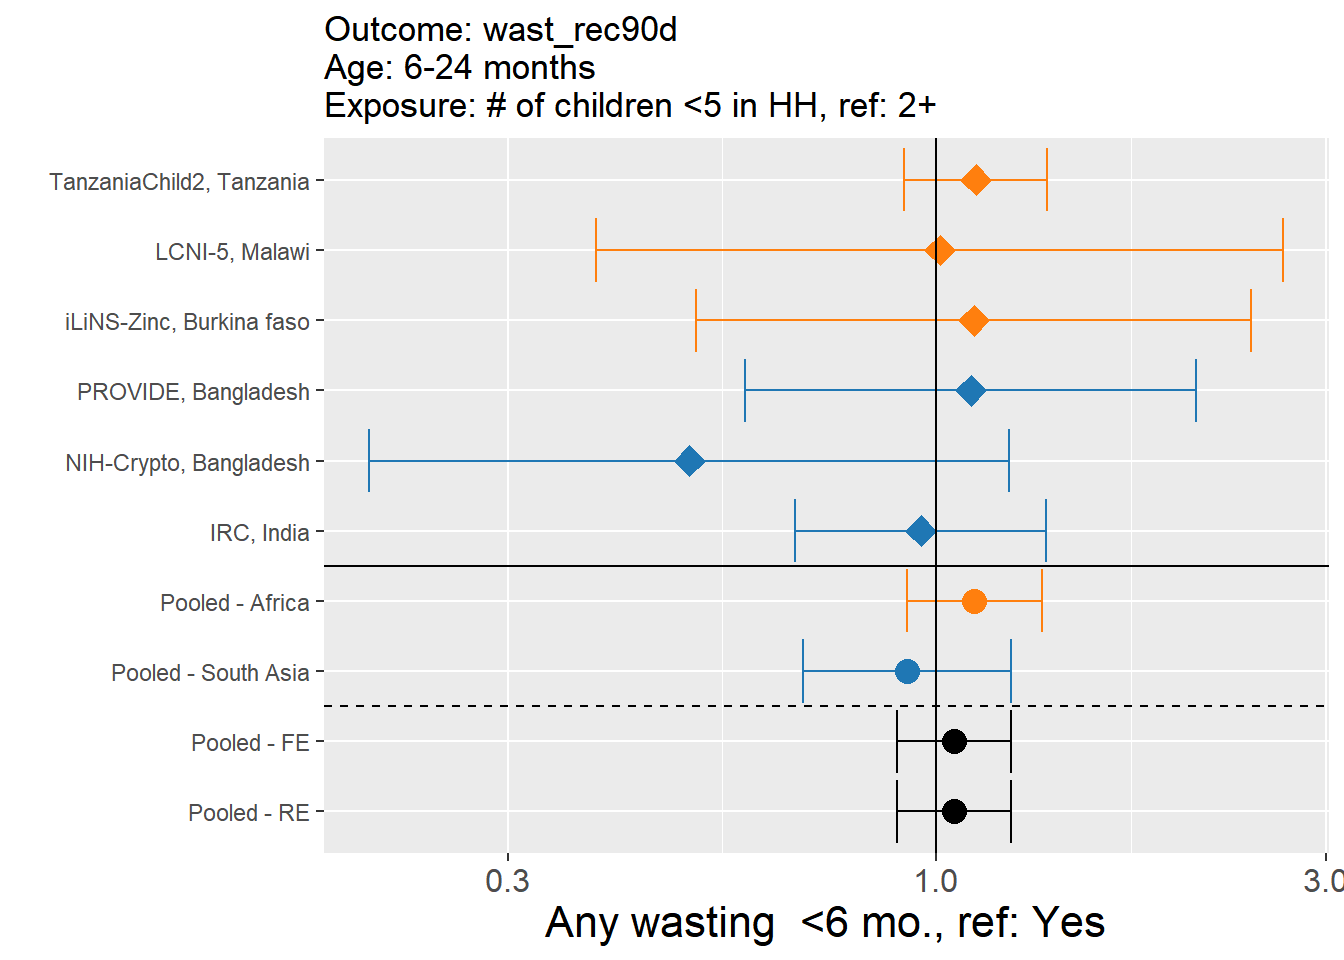 Outcome: wast_rec90d
Age: 6-24 months
Exposure: # of children <5 in HH, ref: 2+
TanzaniaChild2, Tanzania
LCNI-5, Malawi
iLiNS-Zinc, Burkina faso
PROVIDE, Bangladesh
NIH-Crypto, Bangladesh
IRC, India
Pooled - Africa
Pooled - South Asia
Pooled - FE
Pooled - RE
0.3 1.0 3.0
Any wasting  <6 mo., ref: Yes